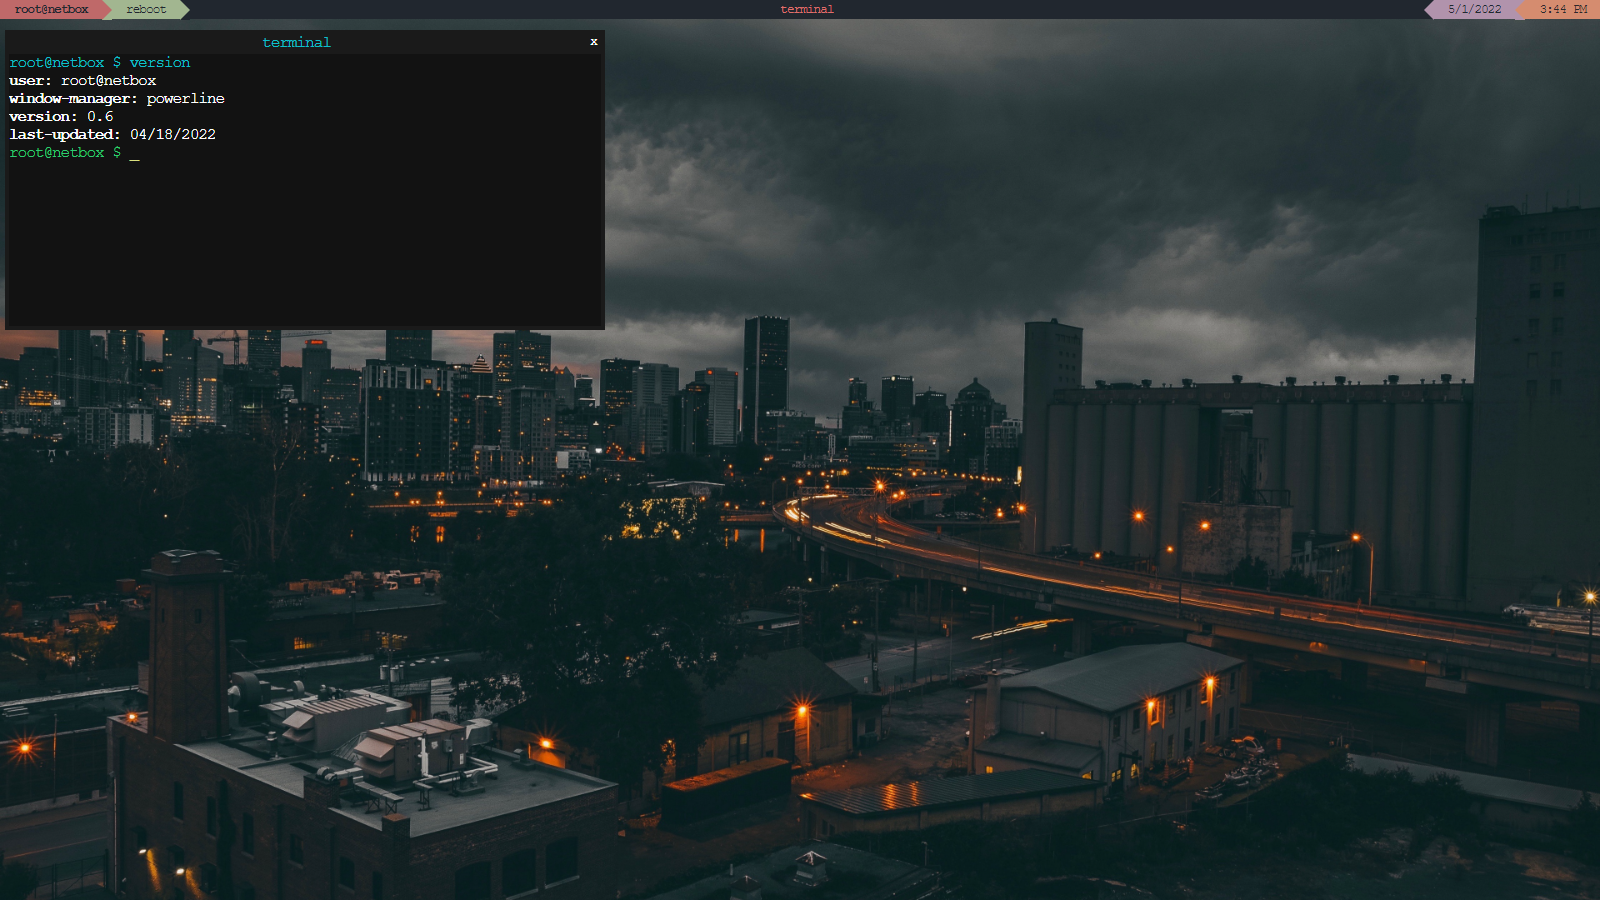 root@netbox reboot terminal 5/1/2022 3:44 PM
terminal x
root@netbox $ version
user: root@netbox
window-manager: powerline
version: 0.6
last-updated: 04/18/2022
root@netbox $ _